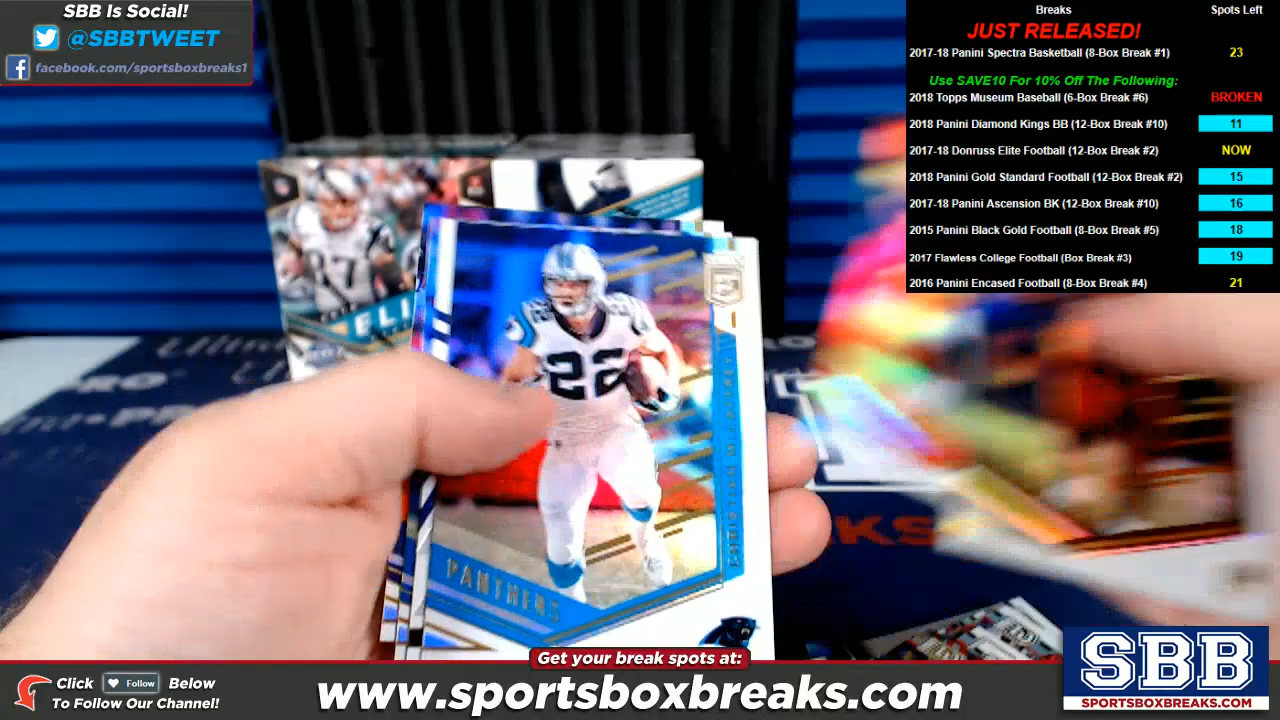 SBB Is Social!
@SBBTWEET
facebook.com/sportsboxbreaks1
Breaks Spots Left
JUST RELEASED!
2017-18 Panini Spectra Basketball (8-Box Break #1) 23
Use SAVE10 For 10% Off The Following:
2018 Topps Museum Baseball (6-Box Break #6) BROKEN
2018 Panini Diamond Kings BB (12-Box Break #10) 11
2017-18 Donruss Elite Football (12-Box Break #2) NOW
2018 Panini Gold Standard Football (12-Box Break #2) 15
2017-18 Panini Ascension BK (12-Box Break #10) 16
2015 Panini Black Gold Football (8-Box Break #5) 18
2017 Flawless College Football (Box Break #3) 19
2016 Panini Encased Football (8-Box Break #4) 21
ELI
22
CHRISTIAN MCCAFFREY
PANTHERS
Get your break spots at:
Click Follow Below
To Follow Our Channel!
www.sportsboxbreaks.com
SBB
SPORTSBOXBREAKS.COM